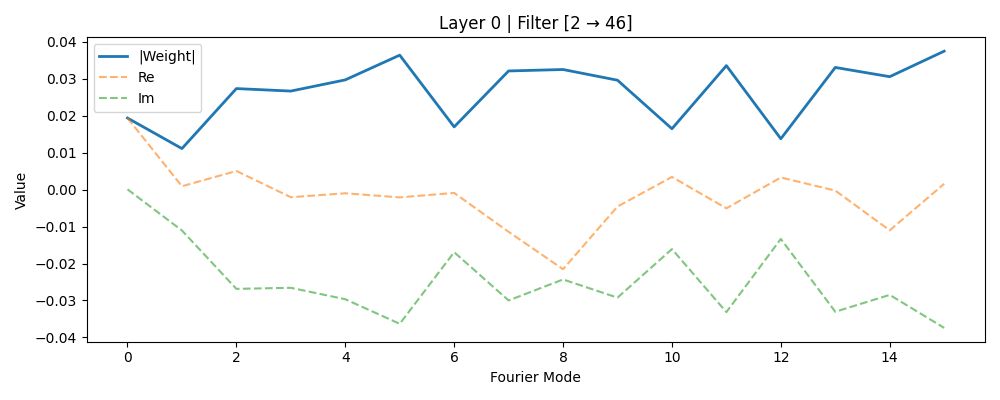 Layer 0 | Filter [2 → 46]
0.04
0.03
0.02
0.01
0.00
−0.01
−0.02
−0.03
−0.04
Value
|Weight|
Re
Im
0 2 4 6 8 10 12 14
Fourier Mode